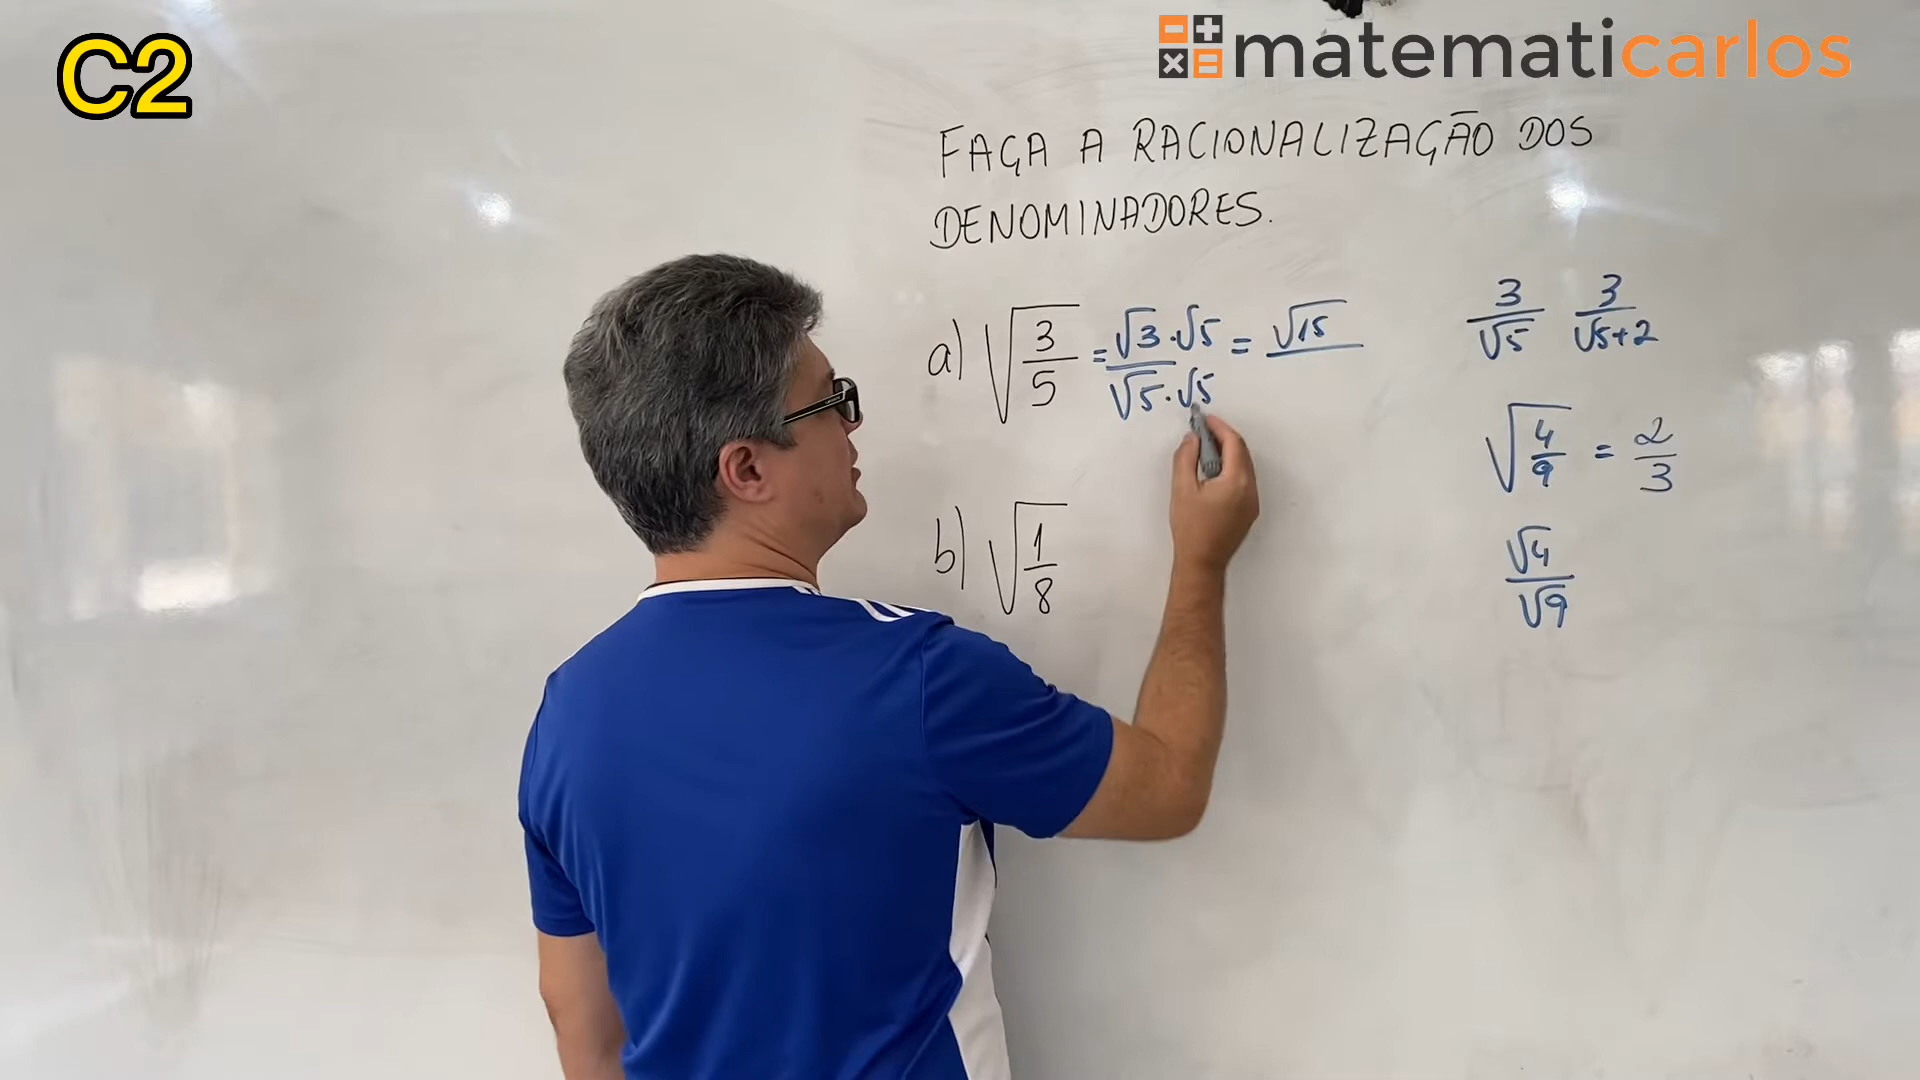 C2
matematicarlos
FAÇA A RACIONALIZAÇÃO DOS
DENOMINADORES.
a) √(3/5) = (√3 · √5)/(√5 · √5) = √15
b) √(1/8)
3/√5 3/(√5+2)
√(4/9) = 2/3
√4/√9